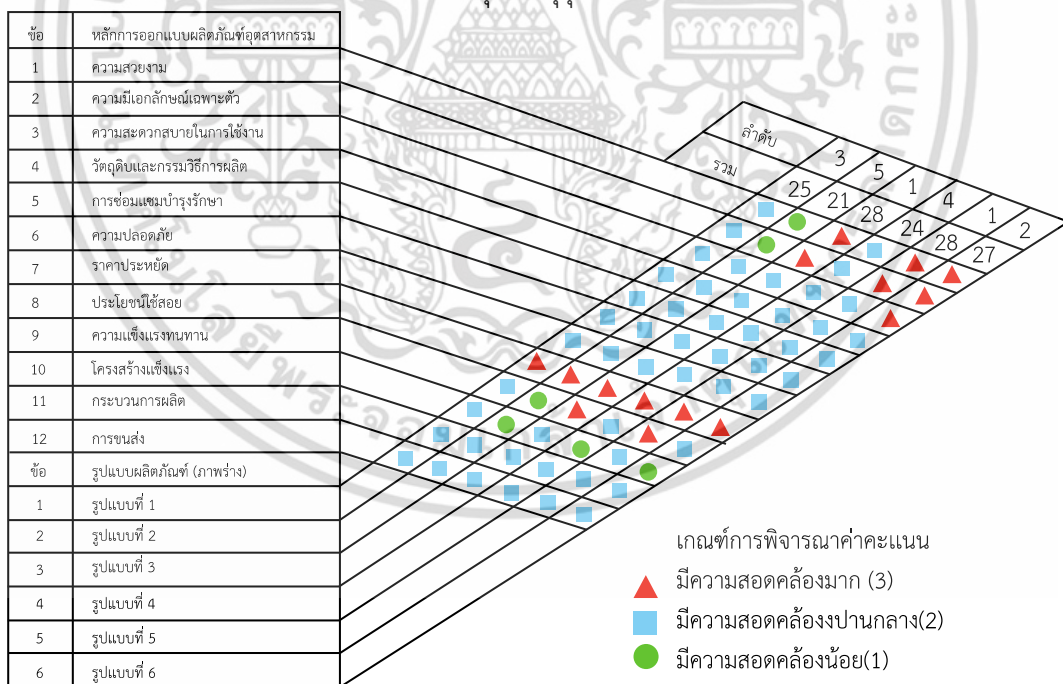 ข้อ หลักการออกแบบผลิตภัณฑ์อุตสาหกรรม
1 ความสวยงาม
2 ความมีเอกลักษณ์เฉพาะตัว
3 ความสะดวกสบายในการใช้งาน
4 วัตถุดิบและกรรมวิธีการผลิต
5 การซ่อมแซมบำรุงรักษา
6 ความปลอดภัย
7 ราคาประหยัด
8 ประโยชน์ใช้สอย
9 ความแข็งแรงทนทาน
10 โครงสร้างแข็งแรง
11 กระบวนการผลิต
12 การขนส่ง
ข้อ รูปแบบผลิตภัณฑ์ (ภาพร่าง)
1 รูปแบบที่ 1
2 รูปแบบที่ 2
3 รูปแบบที่ 3
4 รูปแบบที่ 4
5 รูปแบบที่ 5
6 รูปแบบที่ 6
ลำดับ 3 5 1 4 1 2
รวม 25 21 28 24 28 27
เกณฑ์การพิจารณาค่าคะแนน
มีความสอดคล้องมาก (3)
มีความสอดคล้องงปานกลาง(2)
มีความสอดคล้องน้อย(1)